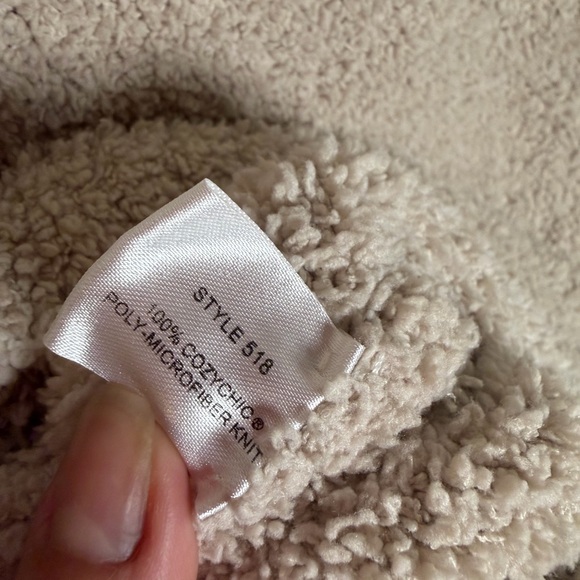 STYLE 518
100% COZYCHIC®
POLY-MICROFIBER KNIT